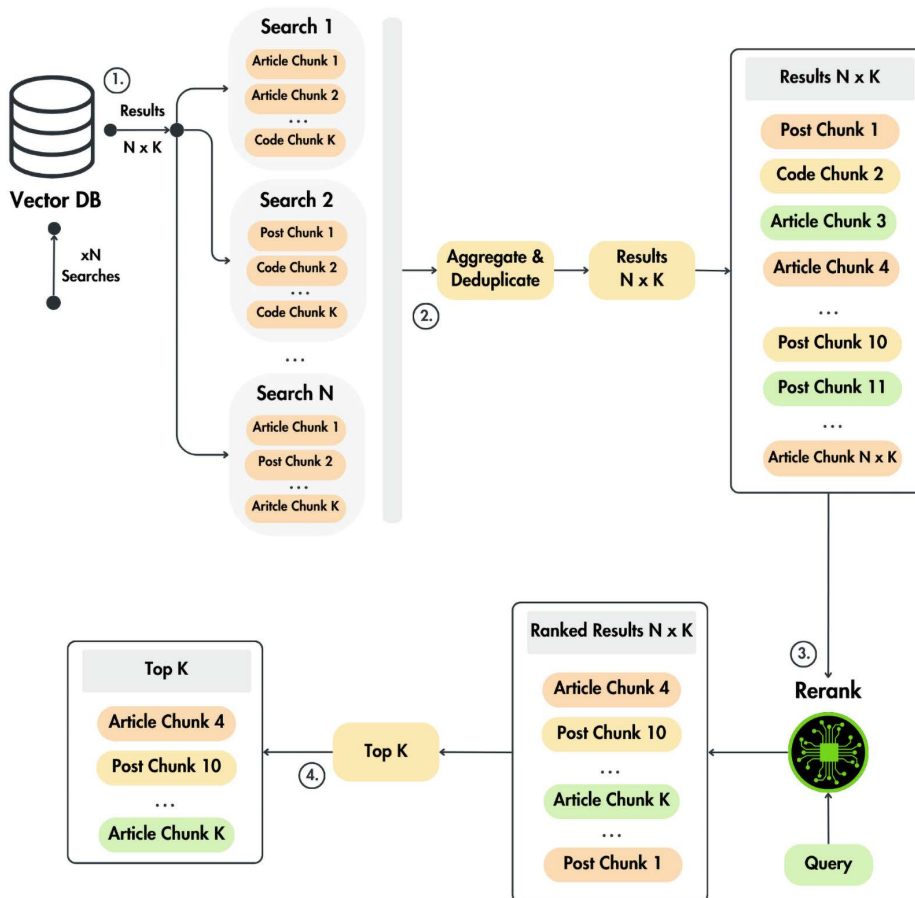 1.
Results
N x K
Vector DB
xN
Searches
Search 1
Article Chunk 1
Article Chunk 2
...
Code Chunk K
Search 2
Post Chunk 1
Code Chunk 2
...
Code Chunk K
...
Search N
Article Chunk 1
Post Chunk 2
...
Aritcle Chunk K
2.
Aggregate &
Deduplicate
Results
N x K
Results N x K
Post Chunk 1
Code Chunk 2
Article Chunk 3
Article Chunk 4
...
Post Chunk 10
Post Chunk 11
...
Article Chunk N x K
3.
Rerank
Query
Ranked Results N x K
Article Chunk 4
Post Chunk 10
...
Article Chunk K
...
Post Chunk 1
Top K
4.
Top K
Article Chunk 4
Post Chunk 10
...
Article Chunk K